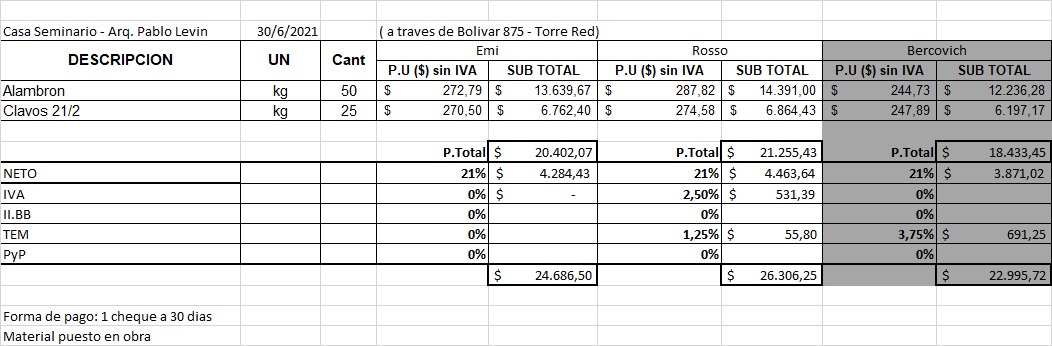 Casa Seminario - Arq. Pablo Levin 30/6/2021 ( a traves de Bolivar 875 - Torre Red)
DESCRIPCION UN Cant Emi Rosso Bercovich
P.U ($) sin IVA SUB TOTAL P.U ($) sin IVA SUB TOTAL P.U ($) sin IVA SUB TOTAL
Alambron kg 50 $ 272,79 $ 13.639,67 $ 287,82 $ 14.391,00 $ 244,73 $ 12.236,28
Clavos 21/2 kg 25 $ 270,50 $ 6.762,40 $ 274,58 $ 6.864,43 $ 247,89 $ 6.197,17
P.Total $ 20.402,07 P.Total $ 21.255,43 P.Total $ 18.433,45
NETO 21% $ 4.284,43 21% $ 4.463,64 21% $ 3.871,02
IVA 0% $ - 2,50% $ 531,39 0%
II.BB 0% 0% 0%
TEM 0% 1,25% $ 55,80 3,75% $ 691,25
PyP 0% 0% 0%
$ 24.686,50 $ 26.306,25 $ 22.995,72
Forma de pago: 1 cheque a 30 dias
Material puesto en obra